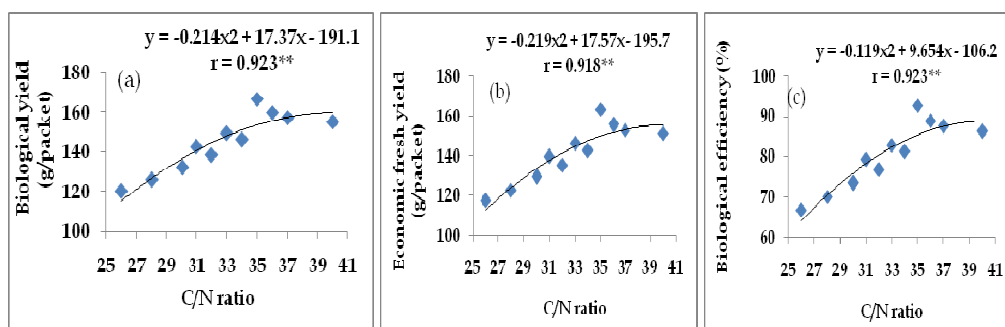 y = -0.214x2 + 17.37x - 191.1
r = 0.923**
(a)
Biological yield
(g/packet)
180
160
140
120
100
25 27 29 31 33 35 37 39 41
C/N ratio
y = -0.219x2 + 17.57x - 195.7
r = 0.918**
(b)
Economic fresh yield
(g/packet)
180
160
140
120
100
25 27 29 31 33 35 37 39 41
C/N ratio
y = -0.119x2 + 9.654x - 106.2
r = 0.923**
(c)
Biological efficiency (%)
100
90
80
70
60
25 27 29 31 33 35 37 39 41
C/N ratio